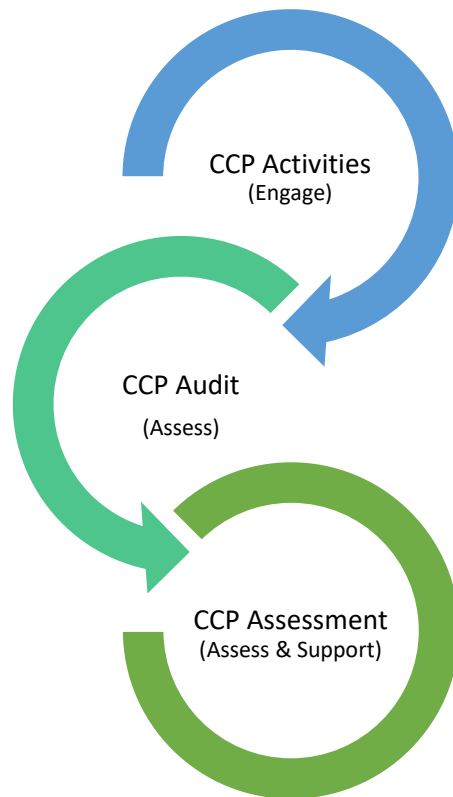 CCP Activities
(Engage)
CCP Audit
(Assess)
CCP Assessment
(Assess & Support)